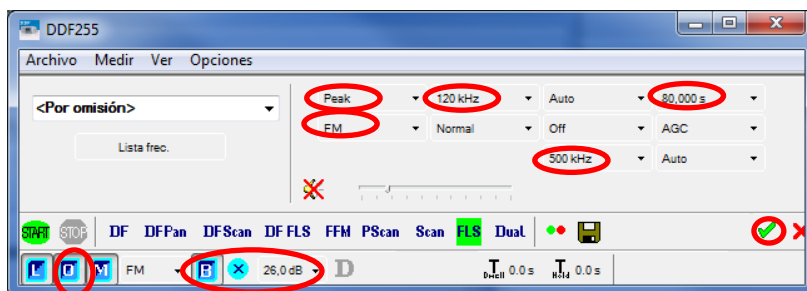 DDF255
Archivo Medir Ver Opciones
<Por omisión>
Peak 120 kHz Auto 80,000 s
FM Normal Off AGC
Lista frec.
500 kHz Auto
START STOP DF DFPan DFScan DF FLS FFM PScan Scan FLS Dual
L O M FM B 26,0 dB D T Dwell 0.0 s T Hold 0.0 s